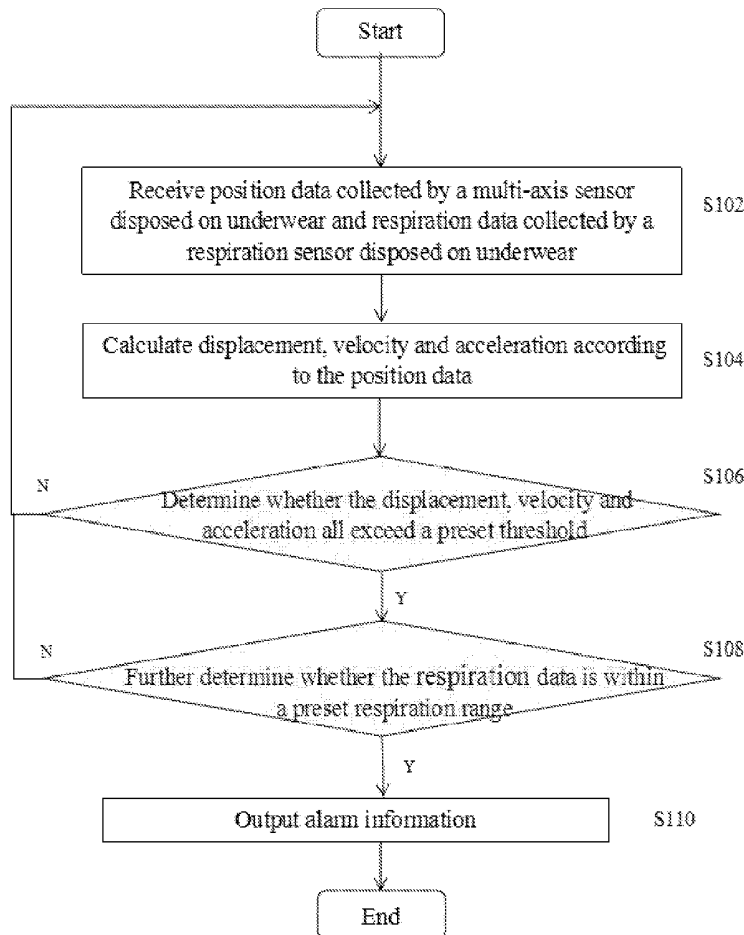 Start
Receive position data collected by a multi-axis sensor
disposed on underwear and respiration data collected by a
respiration sensor disposed on underwear
S102
Calculate displacement, velocity and acceleration according
to the position data
S104
N
S106
Determine whether the displacement, velocity and
acceleration all exceed a preset threshold
Y
N
S108
Further determine whether the respiration data is within
a preset respiration range
Y
Output alarm information
S110
End